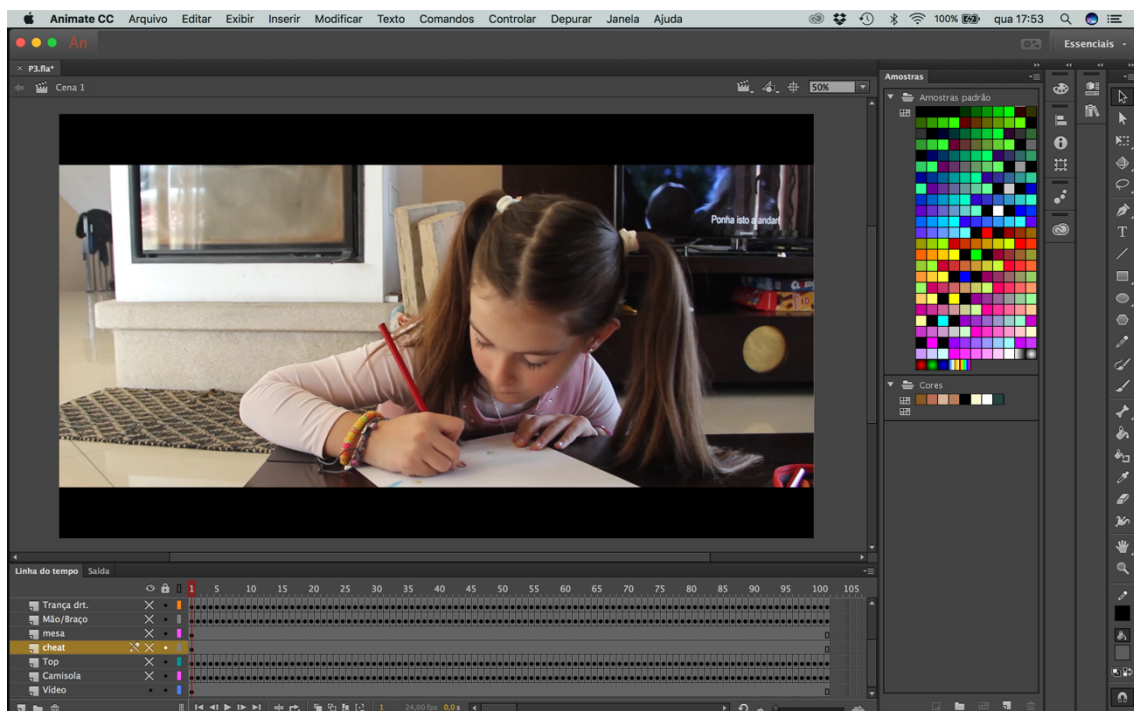 Animate CC Arquivo Editar Exibir Inserir Modificar Texto Comandos Controlar Depurar Janela Ajuda 100% qua 17:53
An Essenciais
× P3.fla*
Cena 1 50%
Amostras
Amostras padrão
Ponha isto a andar!
Cores
Linha do tempo Saída
1 5 10 15 20 25 30 35 40 45 50 55 60 65 70 75 80 85 90 95 100 105
Trança drt.
Mão/Braço
mesa
cheat
Top
Camisola
Vídeo
1 24,00 fps 0,0 s